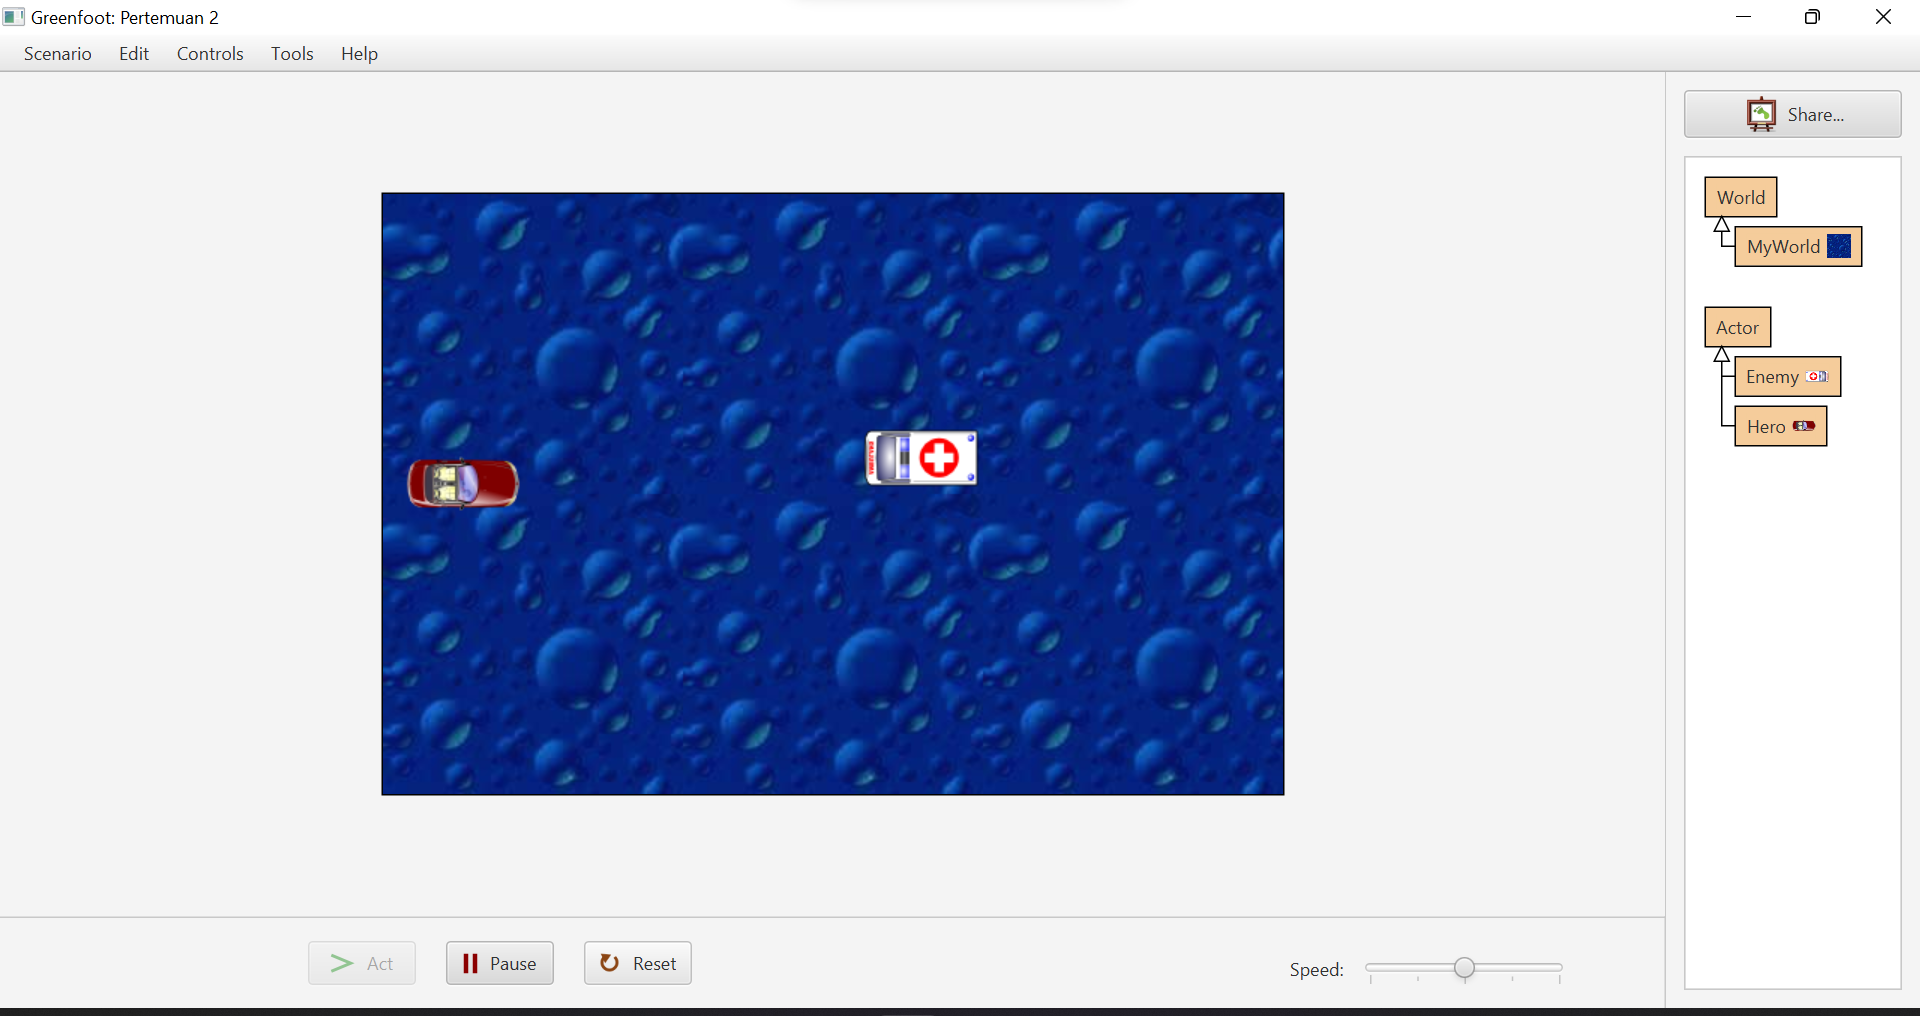 Greenfoot: Pertemuan 2
Scenario Edit Controls Tools Help
Share...
World
MyWorld
Actor
Enemy
Hero
Act
Pause
Reset
Speed: